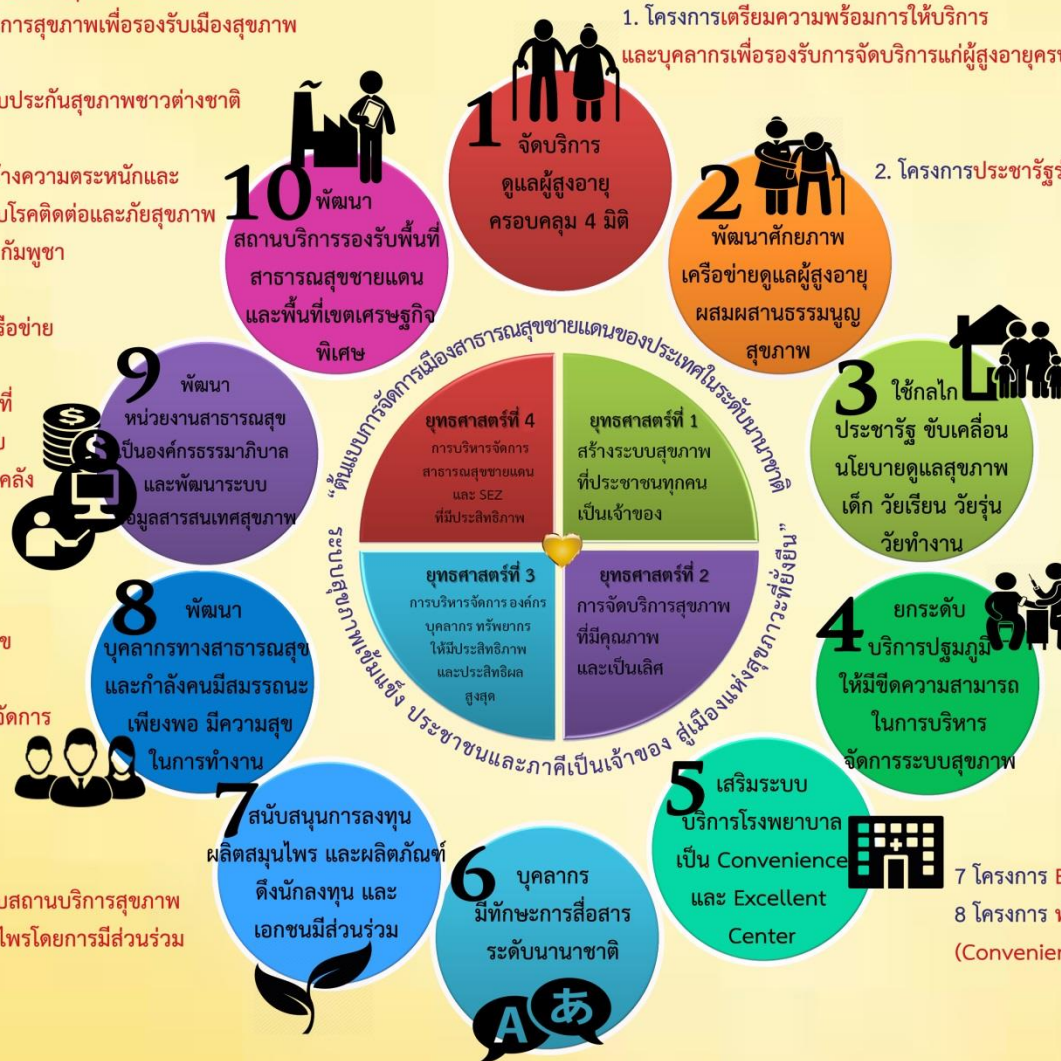 การสุขภาพเพื่อรองรับเมืองสุขภาพ
บประกันสุขภาพชาวต่างชาติ
างความตระหนักและ
บโรคติดต่อและภัยสุขภาพ
กัมพูชา
รือข่าย
ที่
คลัง
ข
จัดการ
บสถานบริการสุขภาพ
ไพรโดยการมีส่วนร่วม
1. โครงการเตรียมความพร้อมการให้บริการ
และบุคลากรเพื่อรองรับการจัดบริการแก่ผู้สูงอายุคร
2. โครงการประชารัฐร
7 โครงการ
8 โครงการ
(Convenien
1
จัดบริการ
ดูแลผู้สูงอายุ
ครอบคลุม 4 มิติ
2
พัฒนาศักยภาพ
เครือข่ายดูแลผู้สูงอายุ
ผสมผสานธรรมนูญ
สุขภาพ
3
ใช้กลไก
ประชารัฐ ขับเคลื่อน
นโยบายดูแลสุขภาพ
เด็ก วัยเรียน วัยรุ่น
วัยทำงาน
4
ยกระดับ
บริการปฐมภูมิ
ให้มีขีดความสามารถ
ในการบริหาร
จัดการระบบสุขภาพ
5
เสริมระบบ
บริการโรงพยาบาล
เป็น Convenience
และ Excellent
Center
6
บุคลากร
มีทักษะการสื่อสาร
ระดับนานาชาติ
A あ
7
สนับสนุนการลงทุน
ผลิตสมุนไพร และผลิตภัณฑ์
ดึงนักลงทุน และ
เอกชนมีส่วนร่วม
8
พัฒนา
บุคลากรทางสาธารณสุข
และกำลังคนมีสมรรถนะ
เพียงพอ มีความสุข
ในการทำงาน
9
พัฒนา
หน่วยงานสาธารณสุข
เป็นองค์กรธรรมาภิบาล
และพัฒนาระบบ
ข้อมูลสารสนเทศสุขภาพ
10
พัฒนา
สถานบริการรองรับพื้นที่
สาธารณสุขชายแดน
และพื้นที่เขตเศรษฐกิจ
พิเศษ
"ต้นแบบการจัดการเมืองสาธารณสุขชายแดนของประเทศในระดับนานาชาติ
ระบบสุขภาพเข้มแข็ง ประชาชนและภาคีเป็นเจ้าของ สู่เมืองแห่งสุขภาวะที่ยั่งยืน"
ยุทธศาสตร์ที่ 4
การบริหารจัดการ
สาธารณสุขชายแดน
และ SEZ
ที่มีประสิทธิภาพ
ยุทธศาสตร์ที่ 1
สร้างระบบสุขภาพ
ที่ประชาชนทุกคน
เป็นเจ้าของ
ยุทธศาสตร์ที่ 3
การบริหารจัดการ องค์กร
บุคลากร ทรัพยากร
ให้มีประสิทธิภาพ
และประสิทธิผล
สูงสุด
ยุทธศาสตร์ที่ 2
การจัดบริการสุขภาพ
ที่มีคุณภาพ
และเป็นเลิศ